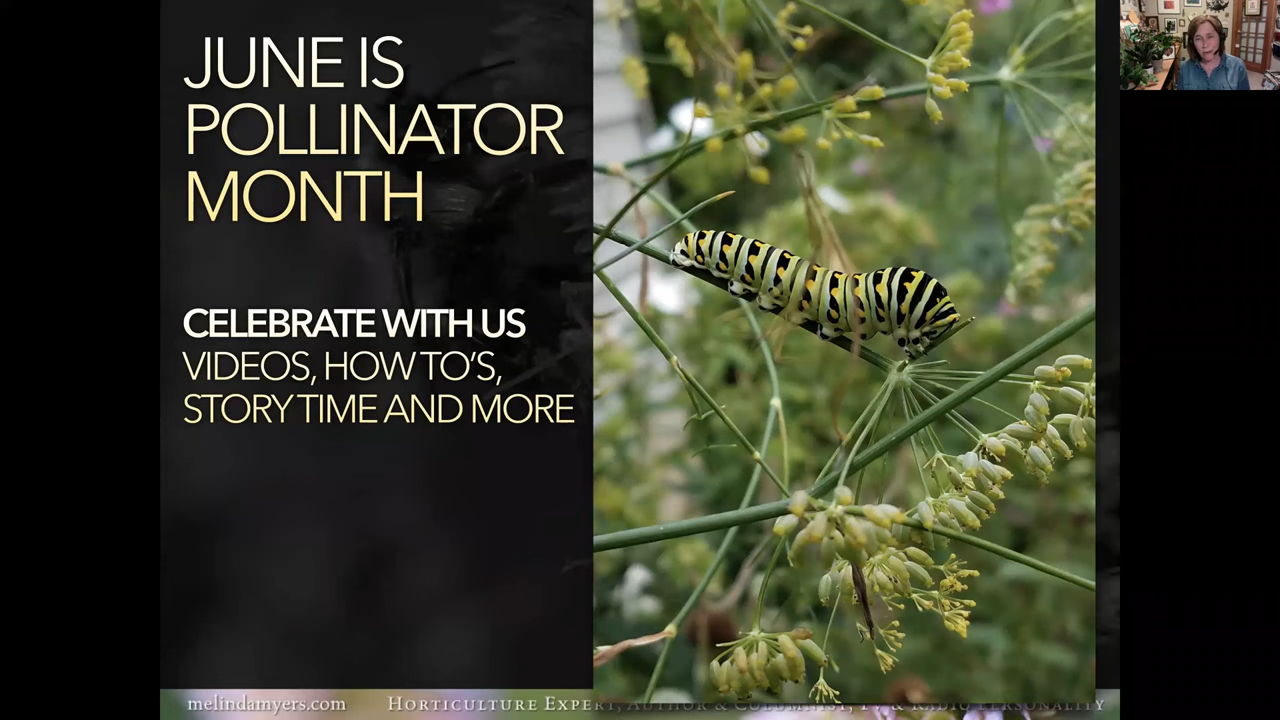 JUNE IS
POLLINATOR
MONTH
CELEBRATE WITH US
VIDEOS, HOW TO'S,
STORY TIME AND MORE
melindamyers.com
HORTICULTURE EXPERT, AUTHOR & COLUMNIST, TV & RADIO PERSONALITY